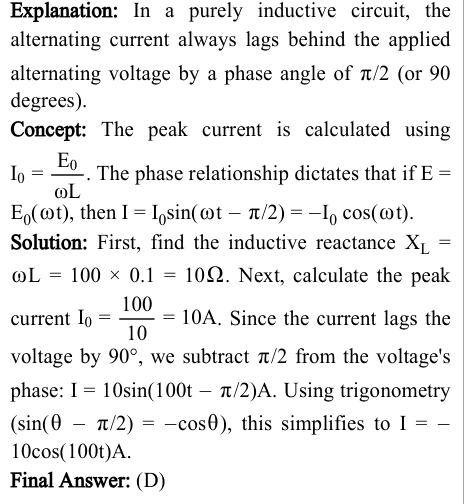 Explanation: In a purely inductive circuit, the
alternating current always lags behind the applied
alternating voltage by a phase angle of π/2 (or 90
degrees).
Concept: The peak current is calculated using
I₀ = E₀/ωL. The phase relationship dictates that if E =
E₀(ωt), then I = I₀sin(ωt − π/2) = −I₀ cos(ωt).
Solution: First, find the inductive reactance X_L =
ωL = 100 × 0.1 = 10Ω. Next, calculate the peak
current I₀ = 100/10 = 10A. Since the current lags the
voltage by 90°, we subtract π/2 from the voltage's
phase: I = 10sin(100t − π/2)A. Using trigonometry
(sin(θ − π/2) = −cosθ), this simplifies to I = −
10cos(100t)A.
Final Answer: (D)